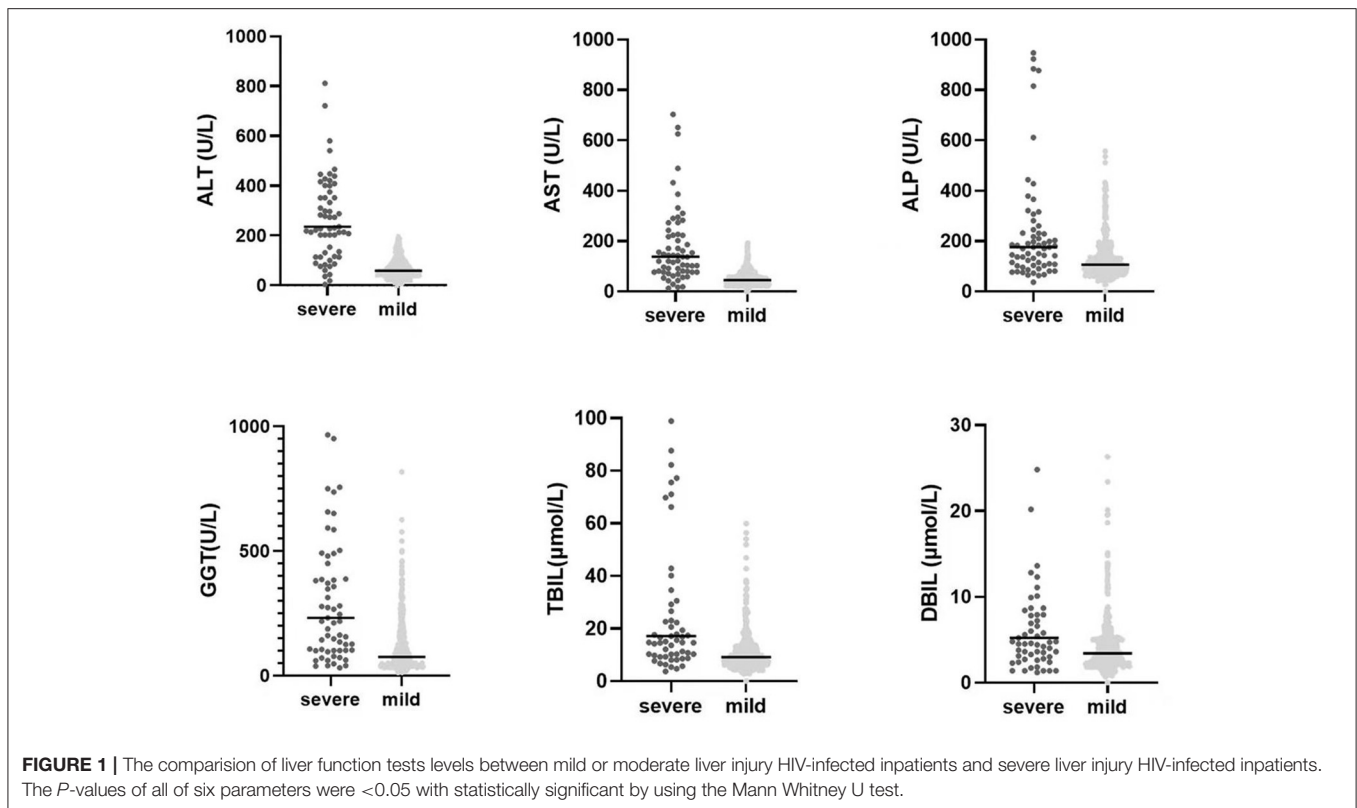 1000
800
600
400
200
0
ALT (U/L)
severe mild
1000
800
600
400
200
0
AST (U/L)
severe mild
1000
800
600
400
200
0
ALP (U/L)
severe mild
1000
500
0
GGT(U/L)
severe mild
100
80
60
40
20
0
TBIL(μmol/L)
severe mild
30
20
10
0
DBIL (μmol/L)
severe mild
FIGURE 1 | The comparision of liver function tests levels between mild or moderate liver injury HIV-infected inpatients and severe liver injury HIV-infected inpatients.
The P-values of all of six parameters were <0.05 with statistically significant by using the Mann Whitney U test.